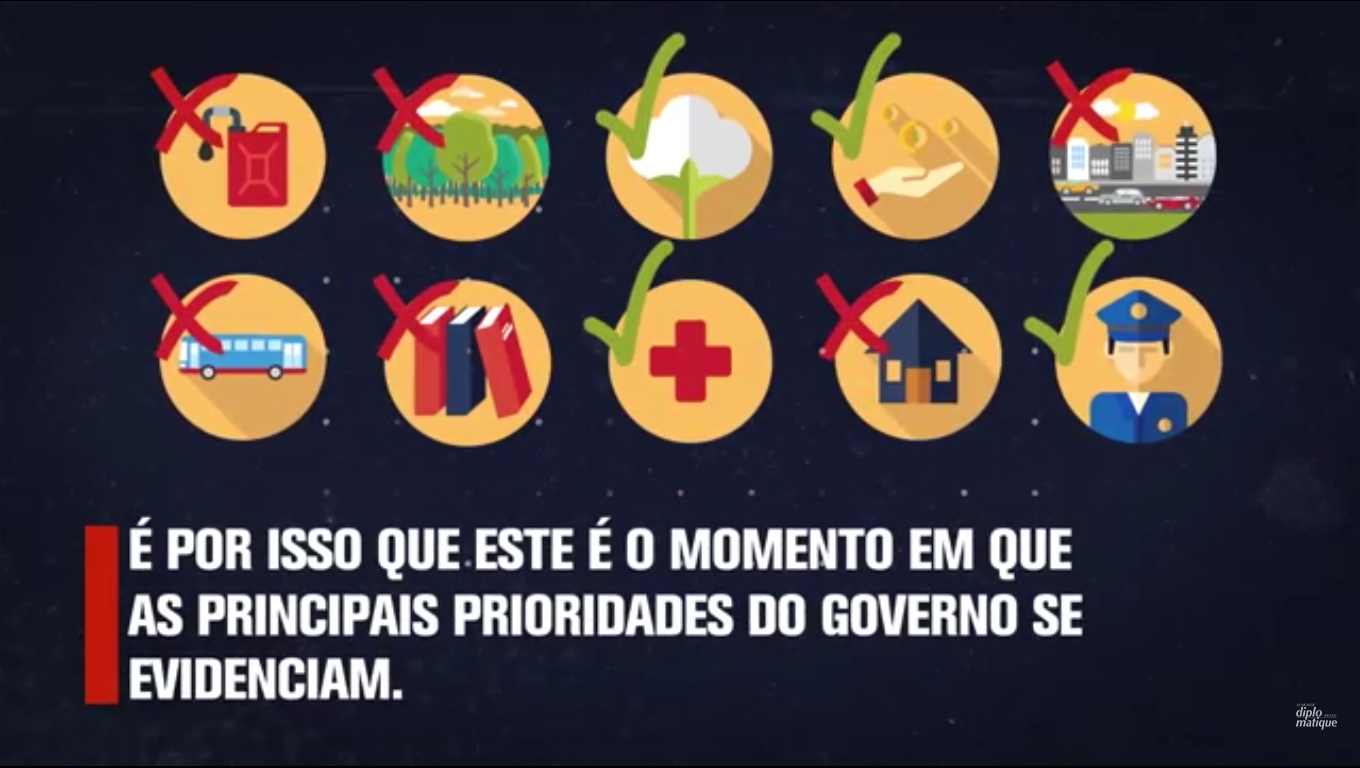 É POR ISSO QUE ESTE É O MOMENTO EM QUE
AS PRINCIPAIS PRIORIDADES DO GOVERNO SE
EVIDENCIAM.
diplo
matique